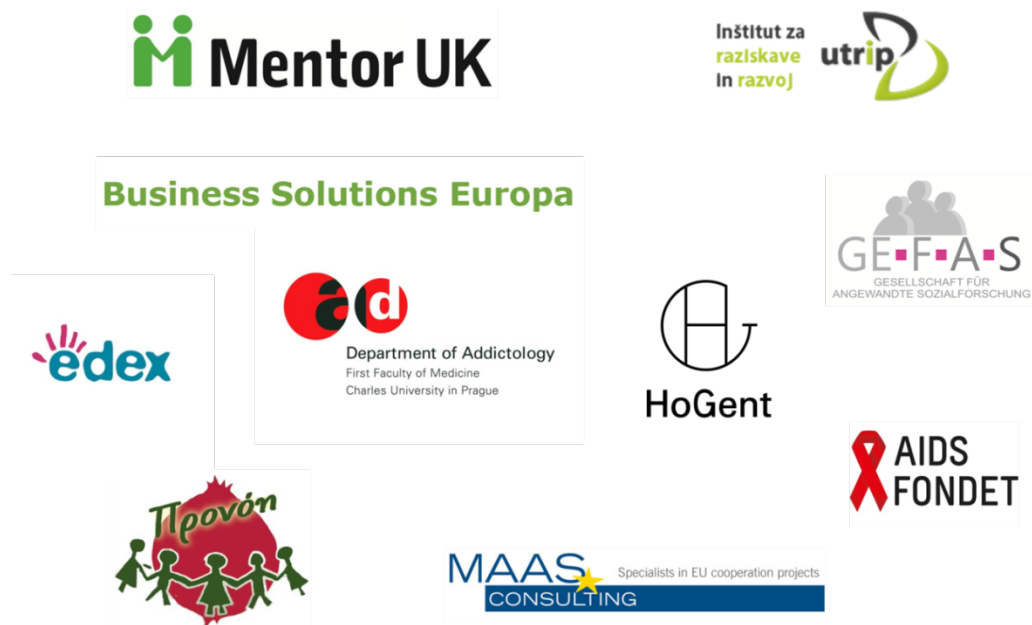 Mentor UK
Inštitut za
raziskave
in razvoj
utrip
Business Solutions Europa
GE-F-A-S
GESELLSCHAFT FÜR
ANGEWANDTE SOZIALFORSCHUNG
ad
Department of Addictology
First Faculty of Medicine
Charles University in Prague
edex
HoGent
AIDS
FONDET
Προνόη
MAAS
CONSULTING
Specialists in EU cooperation projects